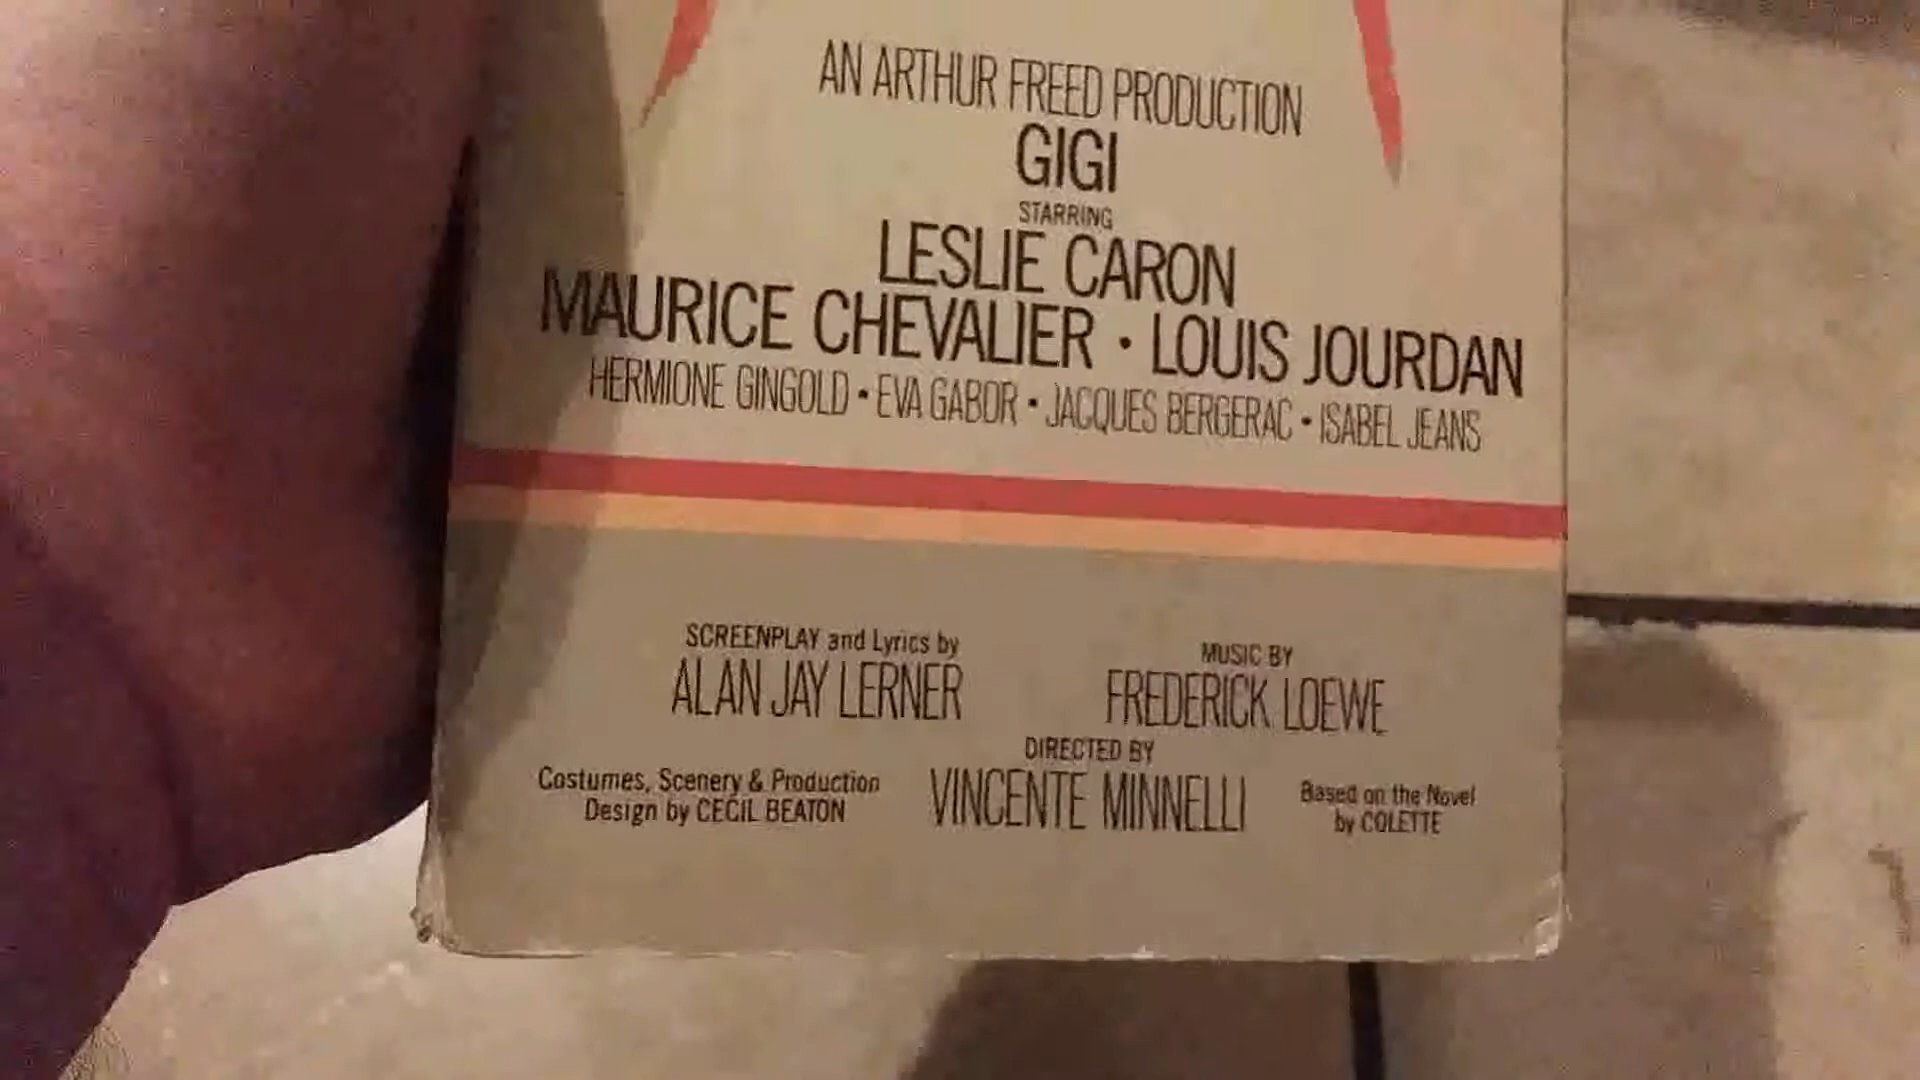 AN ARTHUR FREED PRODUCTION
GIGI
STARRING
LESLIE CARON
MAURICE CHEVALIER • LOUIS JOURDAN
HERMIONE GINGOLD • EVA GABOR • JACQUES BERGERAC • ISABEL JEANS
SCREENPLAY and Lyrics by
ALAN JAY LERNER
MUSIC BY
FREDERICK LOEWE
DIRECTED BY
VINCENTE MINNELLI
Costumes, Scenery & Production
Design by CECIL BEATON
Based on the Novel
by COLETTE